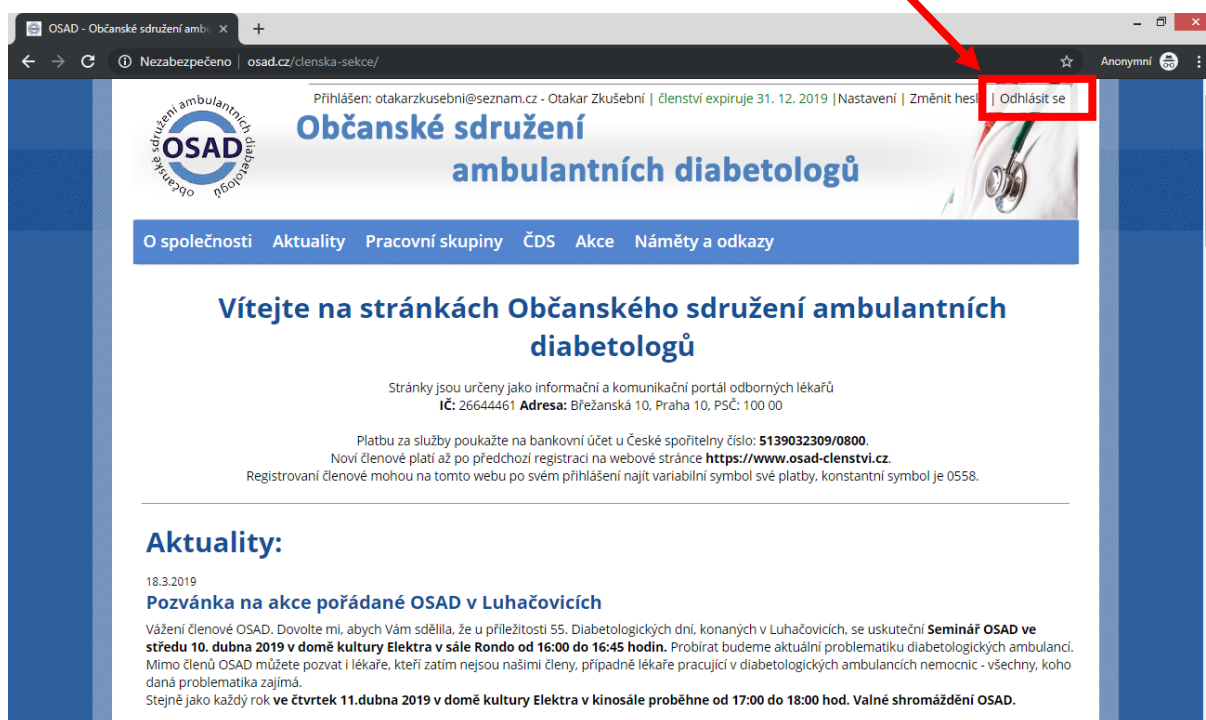 OSAD - Občanské sdružení ambu
Nezabezpečeno | osad.cz/clenska-sekce/
Anonymní
občanské sdružení ambulantních diabetologů
OSAD
Přihlášen: otakarzkusebni@seznam.cz - Otakar Zkušební | členství expiruje 31. 12. 2019 |Nastavení | Změnit heslo | Odhlásit se
Občanské sdružení
ambulantních diabetologů
O společnosti Aktuality Pracovní skupiny ČDS Akce Náměty a odkazy
Vítejte na stránkách Občanského sdružení ambulantních
diabetologů
Stránky jsou určeny jako informační a komunikační portál odborných lékařů
IČ: 26644461 Adresa: Břežanská 10, Praha 10, PSČ: 100 00
Platbu za služby poukažte na bankovní účet u České spořitelny číslo: 5139032309/0800.
Noví členové platí až po předchozí registraci na webové stránce https://www.osad-clenstvi.cz.
Registrovaní členové mohou na tomto webu po svém přihlášení najít variabilní symbol své platby, konstantní symbol je 0558.
Aktuality:
18.3.2019
Pozvánka na akce pořádané OSAD v Luhačovicích
Vážení členové OSAD. Dovolte mi, abych Vám sdělila, že u příležitosti 55. Diabetologických dní, konaných v Luhačovicích, se uskuteční Seminář OSAD ve
středu 10. dubna 2019 v domě kultury Elektra v sále Rondo od 16:00 do 16:45 hodin. Probírat budeme aktuální problematiku diabetologických ambulancí.
Mimo členů OSAD můžete pozvat i lékaře, kteří zatím nejsou našimi členy, případně lékaře pracující v diabetologických ambulancích nemocnic - všechny, koho
daná problematika zajímá.
Stejně jako každý rok ve čtvrtek 11.dubna 2019 v domě kultury Elektra v kinosále proběhne od 17:00 do 18:00 hod. Valné shromáždění OSAD.